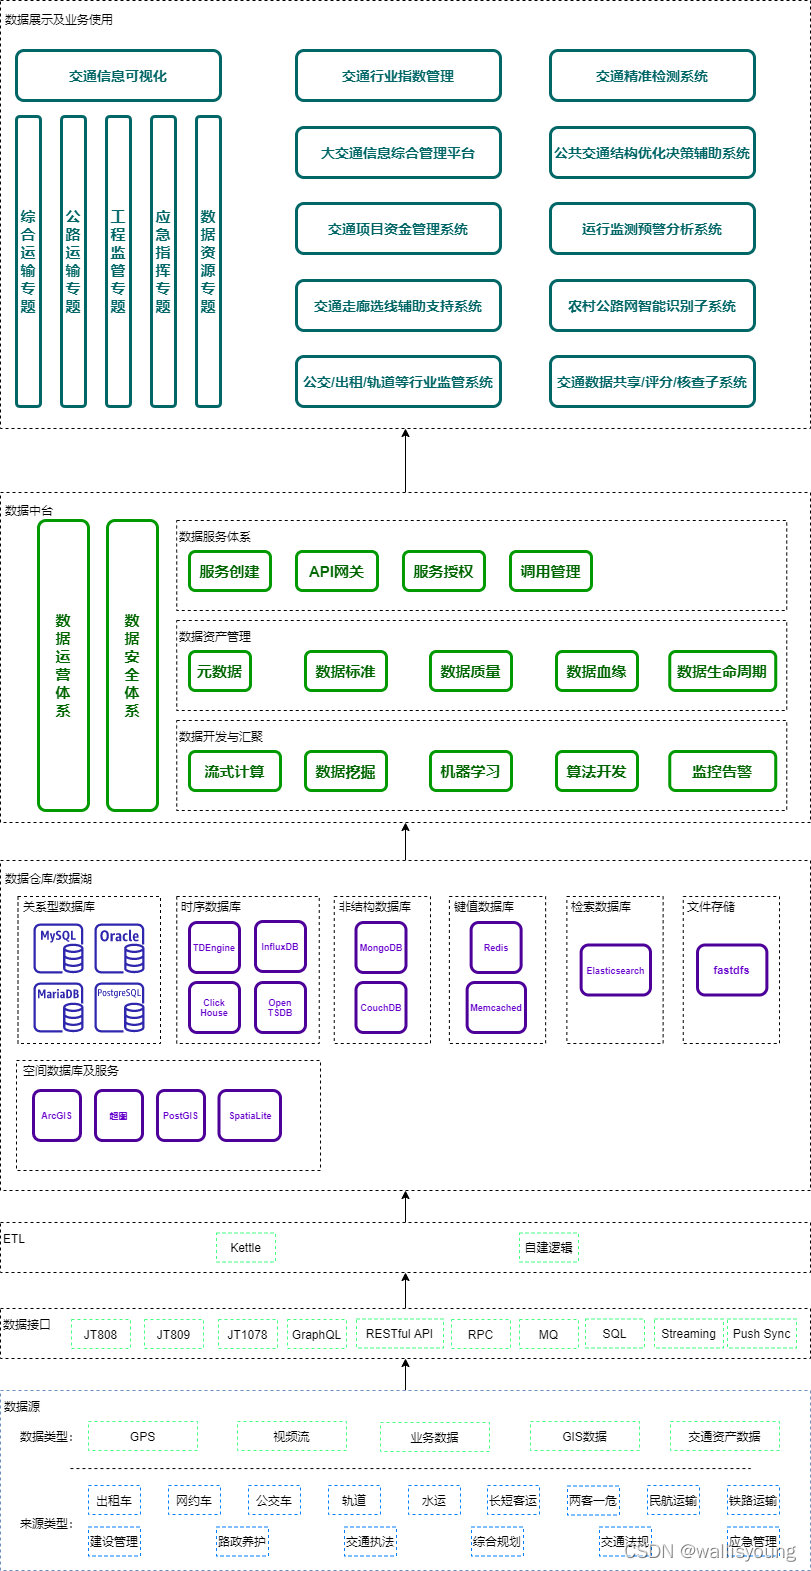 数据展示及业务使用
交通信息可视化
交通行业指数管理
交通精准检测系统
综合运输专题
公路运输专题
工程监管专题
应急指挥专题
数据资源专题
大交通信息综合管理平台
公共交通结构优化决策辅助系统
交通项目资金管理系统
运行监测预警分析系统
交通走廊选线辅助支持系统
农村公路网智能识别子系统
公交/出租/轨道等行业监管系统
交通数据共享/评分/核查子系统
数据中台
数据运营体系
数据安全体系
数据服务体系
服务创建
API网关
服务授权
调用管理
数据资产管理
元数据
数据标准
数据质量
数据血缘
数据生命周期
数据开发与汇聚
流式计算
数据挖掘
机器学习
算法开发
监控告警
数据仓库/数据湖
关系型数据库
MySQL
Oracle
MariaDB
PostgreSQL
时序数据库
TDEngine
InfluxDB
Click
House
Open
TSDB
非结构数据库
MongoDB
CouchDB
键值数据库
Redis
Memcached
检索数据库
Elasticsearch
文件存储
fastdfs
空间数据库及服务
ArcGIS
超图
PostGIS
SpatiaLite
ETL
Kettle
自建逻辑
数据接口
JT808
JT809
JT1078
GraphQL
RESTful API
RPC
MQ
SQL
Streaming
Push Sync
数据源
数据类型:
GPS
视频流
业务数据
GIS数据
交通资产数据
来源类型:
出租车
网约车
公交车
轨道
水运
长短客运
两客一危
民航运输
铁路运输
建设管理
路政养护
交通执法
综合规划
交通法规
应急管理
CSDN @wallisyoung